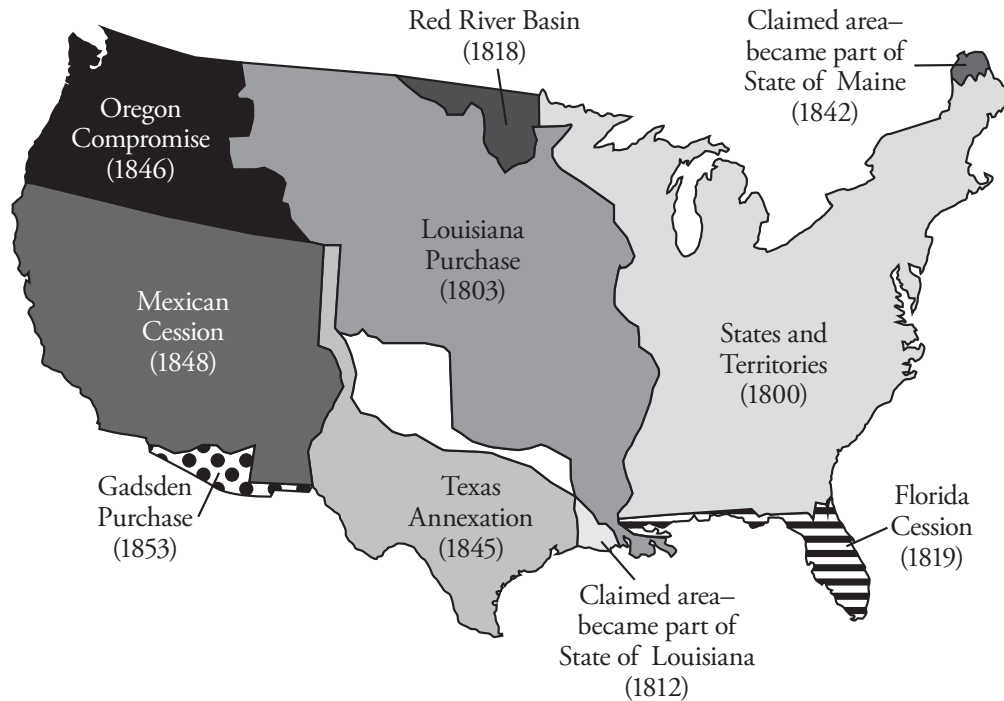 Red River Basin
(1818)
Claimed area–
became part of
State of Maine
(1842)
Oregon
Compromise
(1846)
Louisiana
Purchase
(1803)
Mexican
Cession
(1848)
States and
Territories
(1800)
Gadsden
Purchase
(1853)
Texas
Annexation
(1845)
Florida
Cession
(1819)
Claimed area–
became part of
State of Louisiana
(1812)